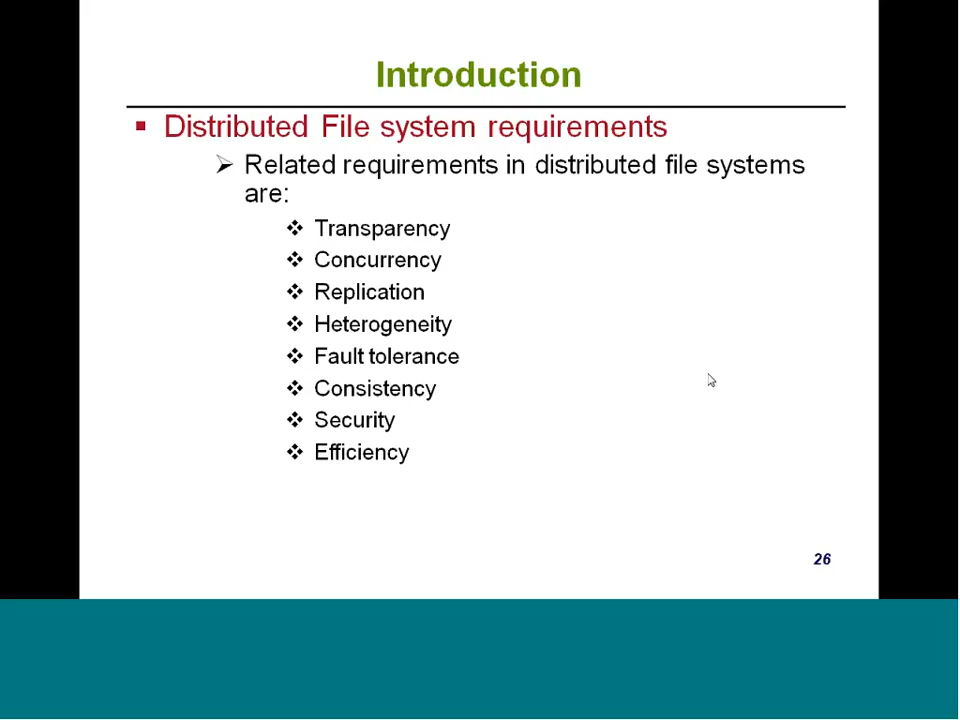 Introduction
Distributed File system requirements
Related requirements in distributed file systems
are:
Transparency
Concurrency
Replication
Heterogeneity
Fault tolerance
Consistency
Security
Efficiency
26